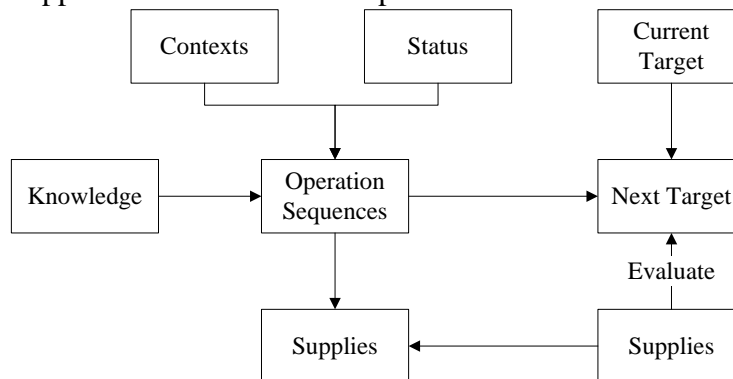 Contexts
Status
Current
Target
Knowledge
Operation
Sequences
Next Target
Evaluate
Supplies
Supplies